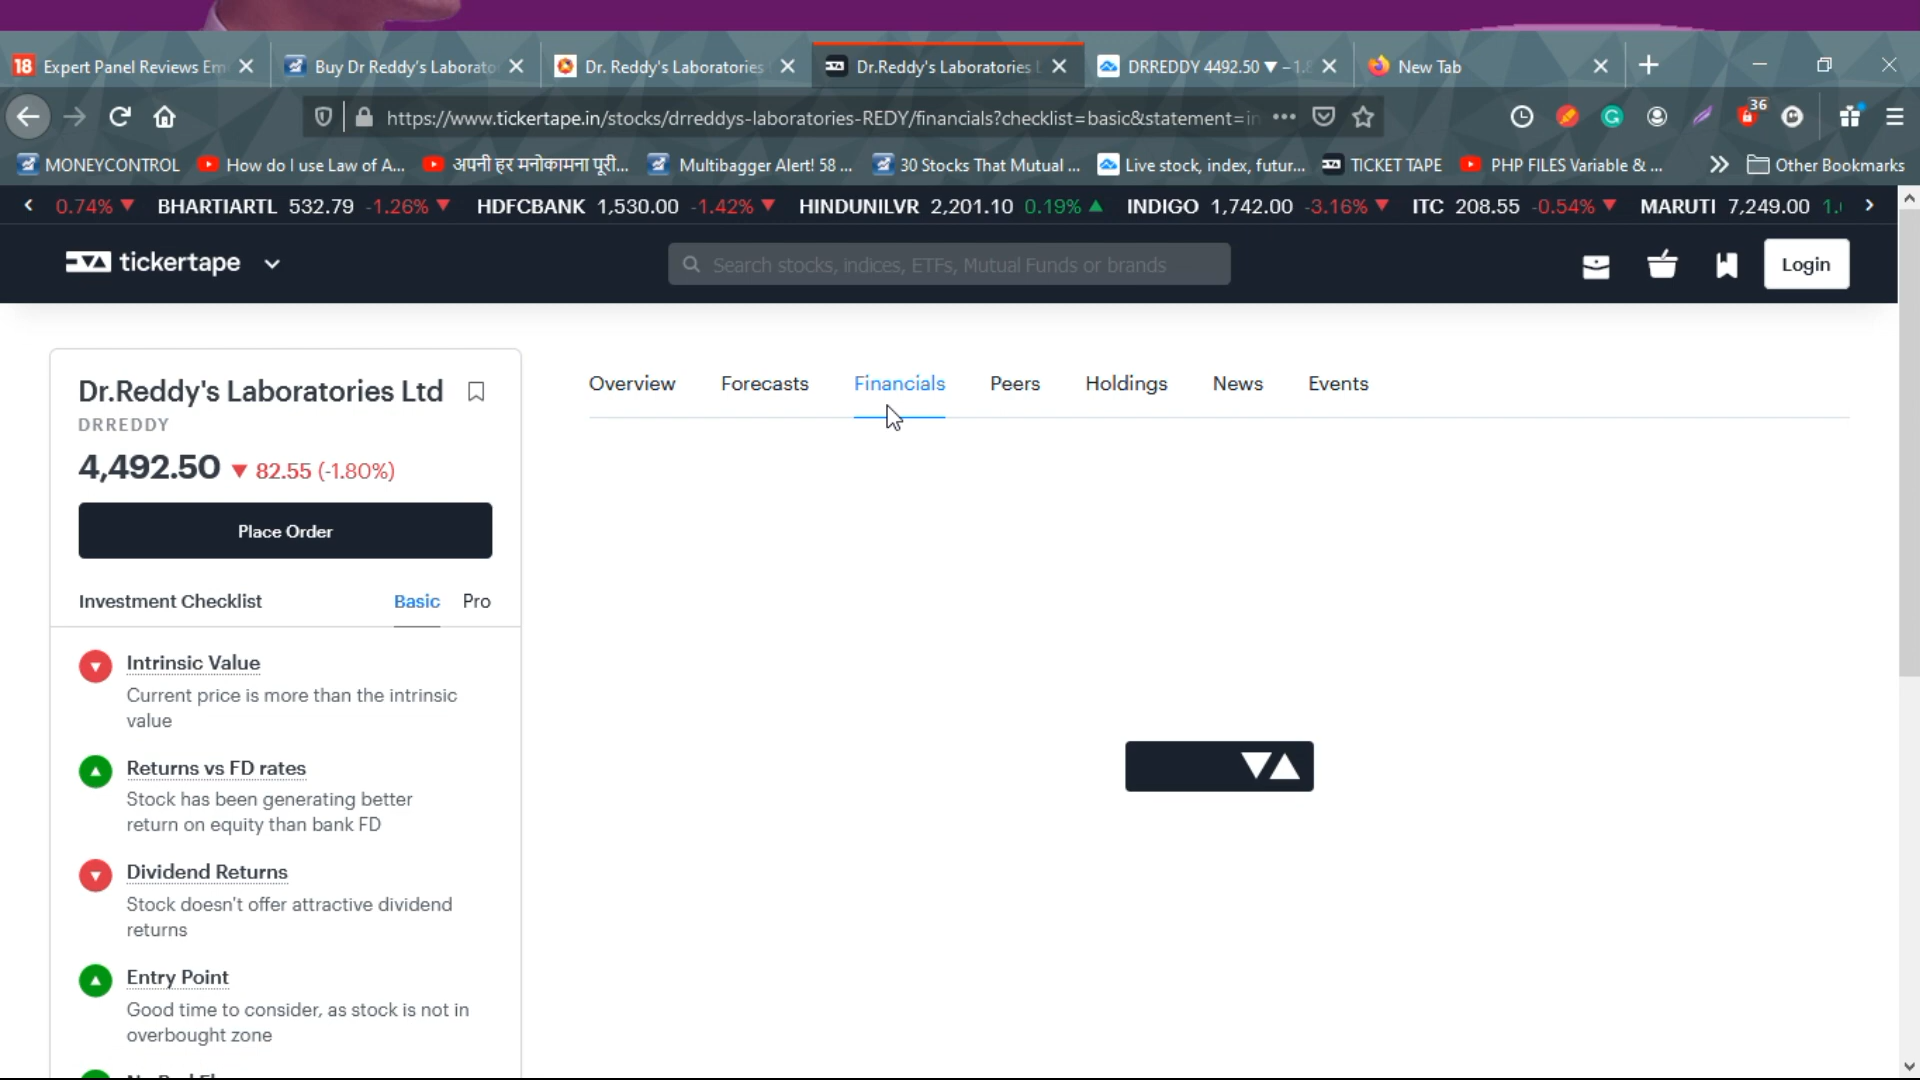 18 Expert Panel Reviews Em
Buy Dr Reddy's Laborato
Dr. Reddy's Laboratories
Dr.Reddy's Laboratories L
DRREDDY 4492.50 ▼ −1.8
New Tab
https://www.tickertape.in/stocks/drreddys-laboratories-REDY/financials?checklist=basic&statement=in
36
MONEYCONTROL
How do I use Law of A...
अपनी हर मनोकामना पूरी...
Multibagger Alert! 58 ...
30 Stocks That Mutual ...
Live stock, index, futur...
TICKET TAPE
PHP FILES Variable & ...
Other Bookmarks
0.74% ▼ BHARTIARTL 532.79 -1.26% ▼ HDFCBANK 1,530.00 -1.42% ▼ HINDUNILVR 2,201.10 0.19% ▲ INDIGO 1,742.00 -3.16% ▼ ITC 208.55 -0.54% ▼ MARUTI 7,249.00 1.
tickertape
Search stocks, indices, ETFs, Mutual Funds or brands
Login
Dr.Reddy's Laboratories Ltd
DRREDDY
4,492.50 ▼ 82.55 (-1.80%)
Place Order
Investment Checklist Basic Pro
Intrinsic Value
Current price is more than the intrinsic
value
Returns vs FD rates
Stock has been generating better
return on equity than bank FD
Dividend Returns
Stock doesn't offer attractive dividend
returns
Entry Point
Good time to consider, as stock is not in
overbought zone
Overview Forecasts Financials Peers Holdings News Events